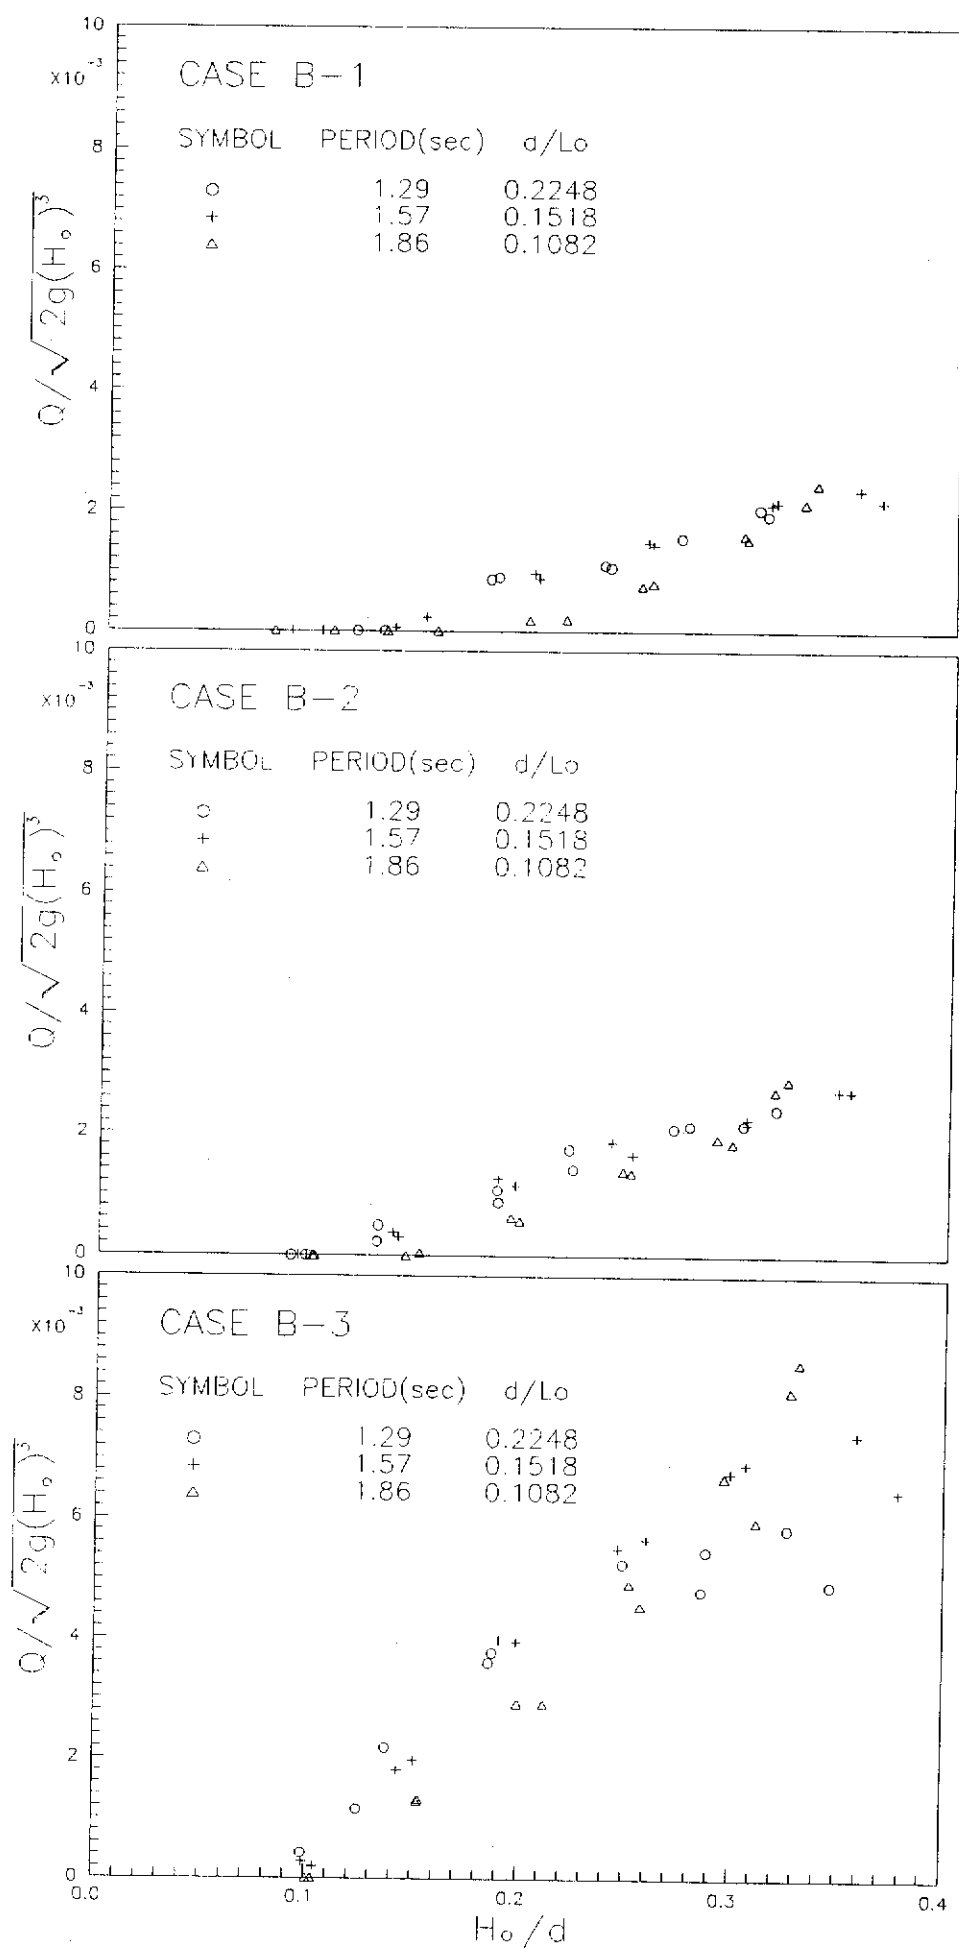 10
x10⁻³
CASE B-1
SYMBOL PERIOD(sec) d/Lo
○ 1.29 0.2248
+ 1.57 0.1518
△ 1.86 0.1082
8
6
4
2
0
Q/√2g(Hₒ)³
10
x10⁻³
CASE B-2
SYMBOL PERIOD(sec) d/Lo
○ 1.29 0.2248
+ 1.57 0.1518
△ 1.86 0.1082
8
6
4
2
0
Q/√2g(Hₒ)³
10
x10⁻³
CASE B-3
SYMBOL PERIOD(sec) d/Lo
○ 1.29 0.2248
+ 1.57 0.1518
△ 1.86 0.1082
8
6
4
2
0
Q/√2g(Hₒ)³
0.0 0.1 0.2 0.3 0.4
Hₒ/d